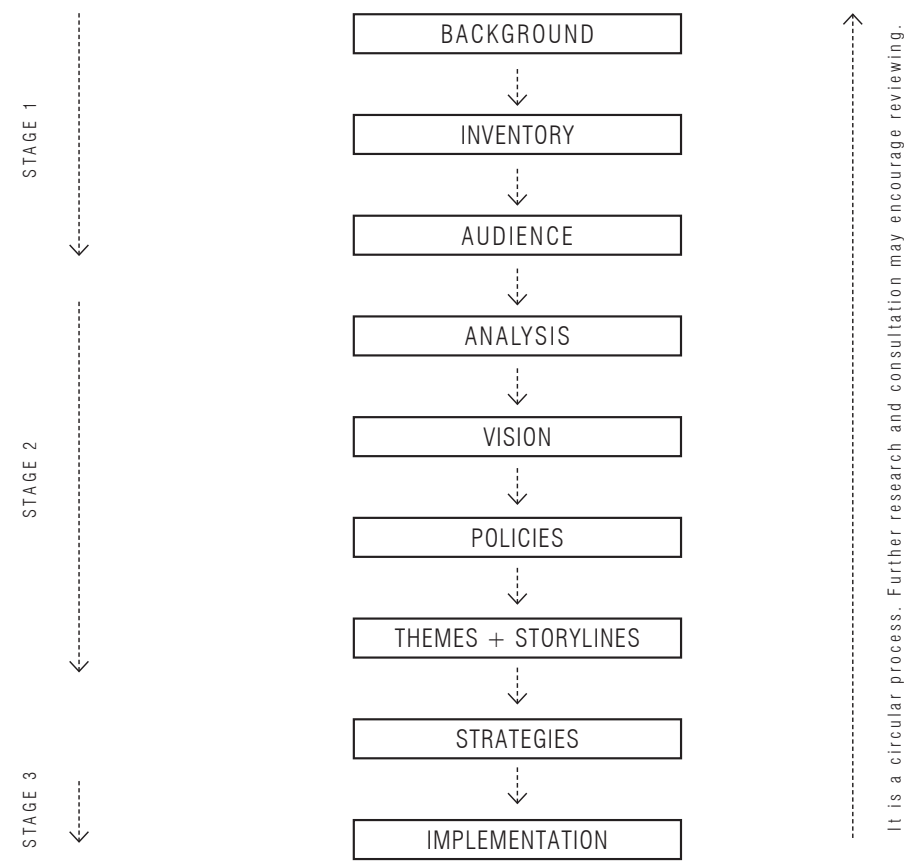 STAGE 1
BACKGROUND
INVENTORY
AUDIENCE
STAGE 2
ANALYSIS
VISION
POLICIES
THEMES + STORYLINES
STRATEGIES
STAGE 3
IMPLEMENTATION
It is a circular process. Further research and consultation may encourage reviewing.